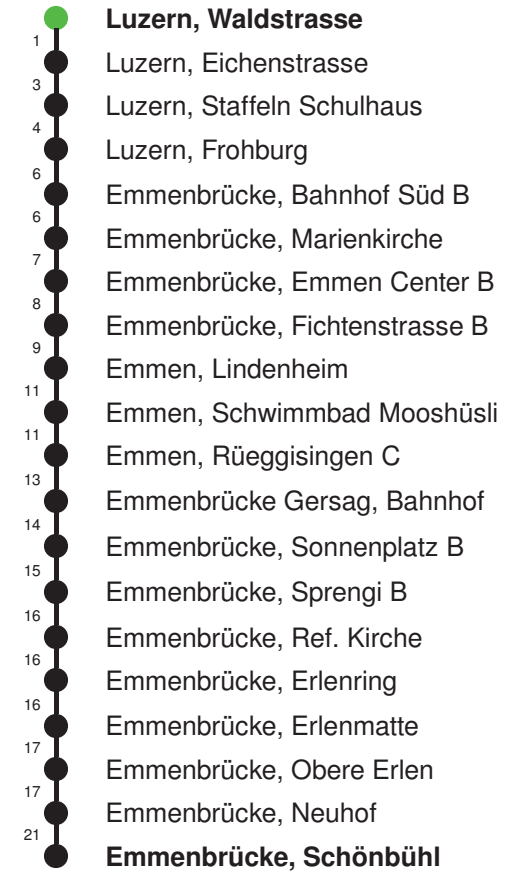 Luzern, Waldstrasse
1
Luzern, Eichenstrasse
3
Luzern, Staffeln Schulhaus
4
Luzern, Frohburg
6
Emmenbrücke, Bahnhof Süd B
6
Emmenbrücke, Marienkirche
7
Emmenbrücke, Emmen Center B
8
Emmenbrücke, Fichtenstrasse B
9
Emmen, Lindenheim
11
Emmen, Schwimmbad Mooshüsli
11
Emmen, Rüeggisingen C
13
Emmenbrücke Gersag, Bahnhof
14
Emmenbrücke, Sonnenplatz B
15
Emmenbrücke, Sprengi B
16
Emmenbrücke, Ref. Kirche
16
Emmenbrücke, Erlenring
16
Emmenbrücke, Erlenmatte
17
Emmenbrücke, Obere Erlen
17
Emmenbrücke, Neuhof
21
Emmenbrücke, Schönbühl